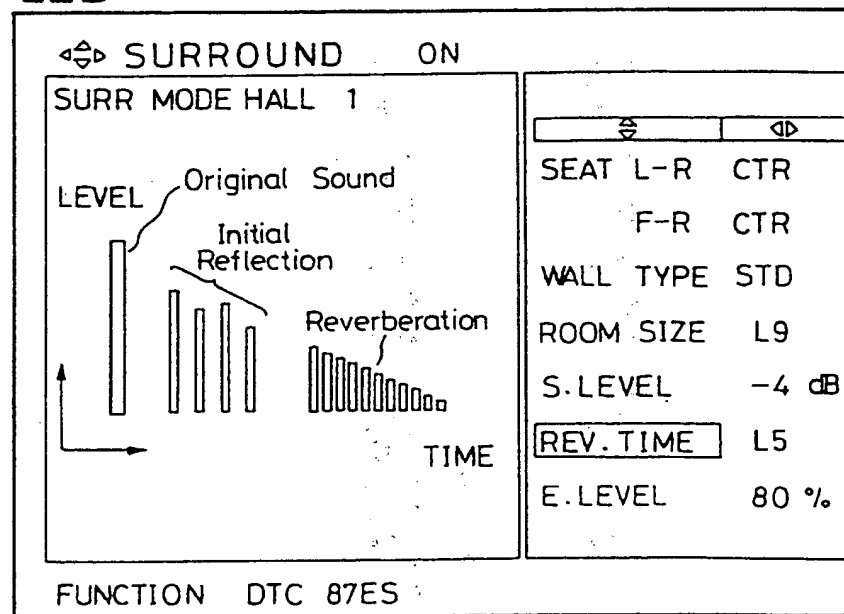 SURROUND ON
SURR MODE HALL 1
LEVEL
Original Sound
Initial
Reflection
Reverberation
TIME
SEAT L-R CTR
F-R CTR
WALL TYPE STD
ROOM SIZE L9
S.LEVEL -4 dB
REV.TIME L5
E.LEVEL 80 %
FUNCTION DTC 87ES